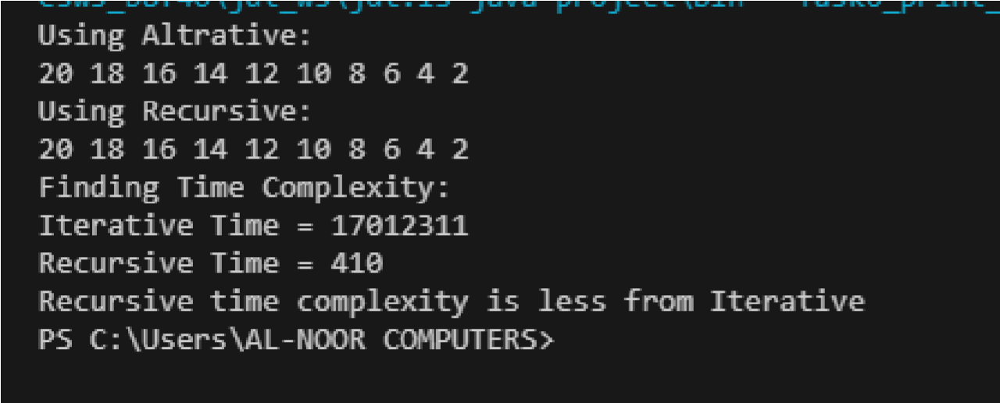 Using Altrative:
20 18 16 14 12 10 8 6 4 2
Using Recursive:
20 18 16 14 12 10 8 6 4 2
Finding Time Complexity:
Iterative Time = 17012311
Recursive Time = 410
Recursive time complexity is less from Iterative
PS C:\Users\AL-NOOR COMPUTERS>